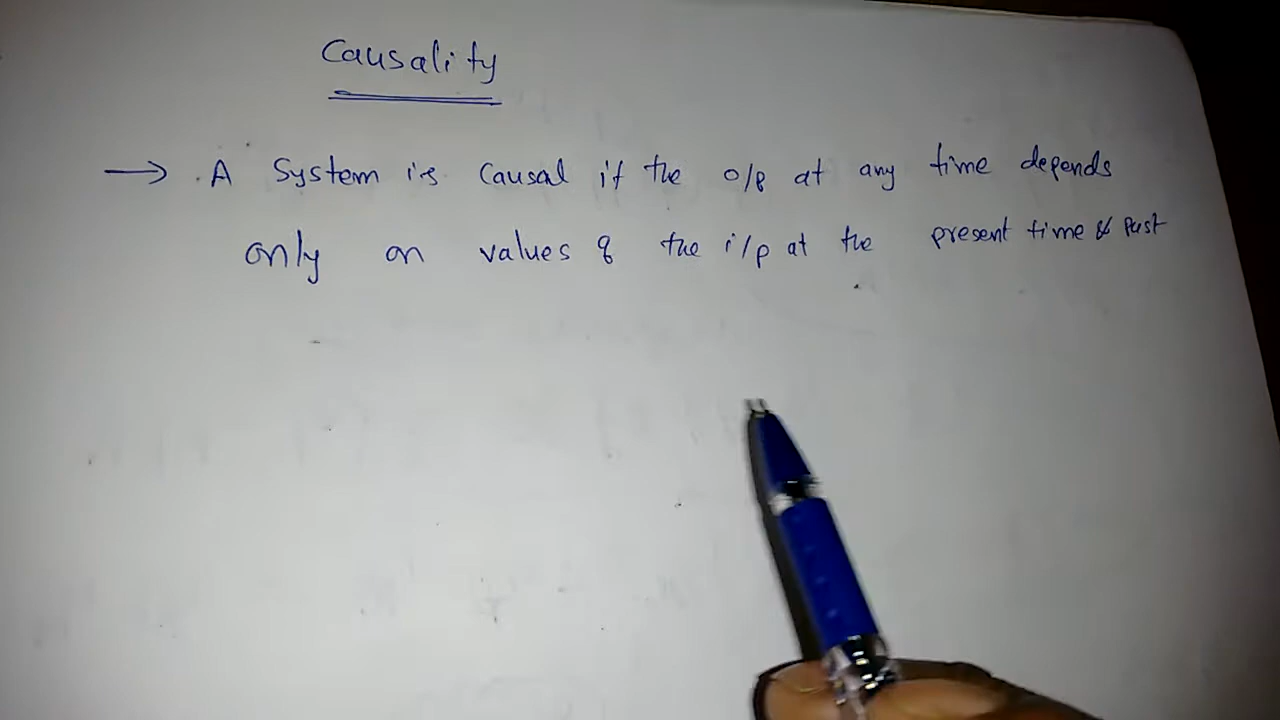 Causality
→ A System is Causal if the o/p at any time depends
only on values of the i/p at the present time & Past